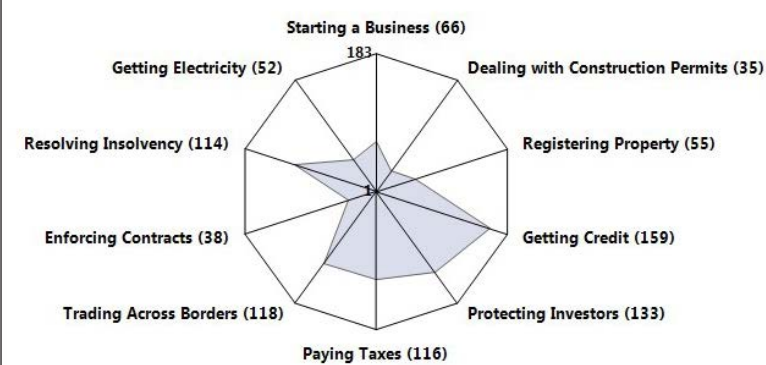 Starting a Business (66)
183
Getting Electricity (52)
Dealing with Construction Permits (35)
Resolving Insolvency (114)
Registering Property (55)
1
Enforcing Contracts (38)
Getting Credit (159)
Trading Across Borders (118)
Protecting Investors (133)
Paying Taxes (116)